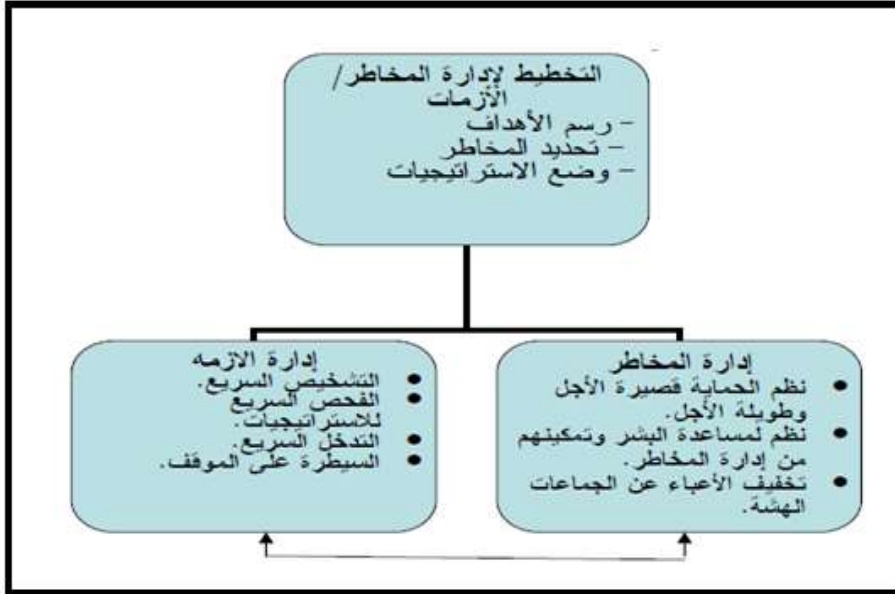 التخطيط لإدارة المخاطر/
الأزمات
– رسم الأهداف
– تحديد المخاطر
– وضع الاستراتيجيات
إدارة المخاطر
● نظم الحماية قصيرة الأجل
وطويلة الأجل.
● نظم لمساعدة البشر وتمكينهم
من إدارة المخاطر.
● تخفيف الأعباء عن الجماعات
الهشة.
إدارة الازمه
● التشخيص السريع.
● الفحص السريع
للاستراتيجيات.
● التدخل السريع.
● السيطرة على الموقف.